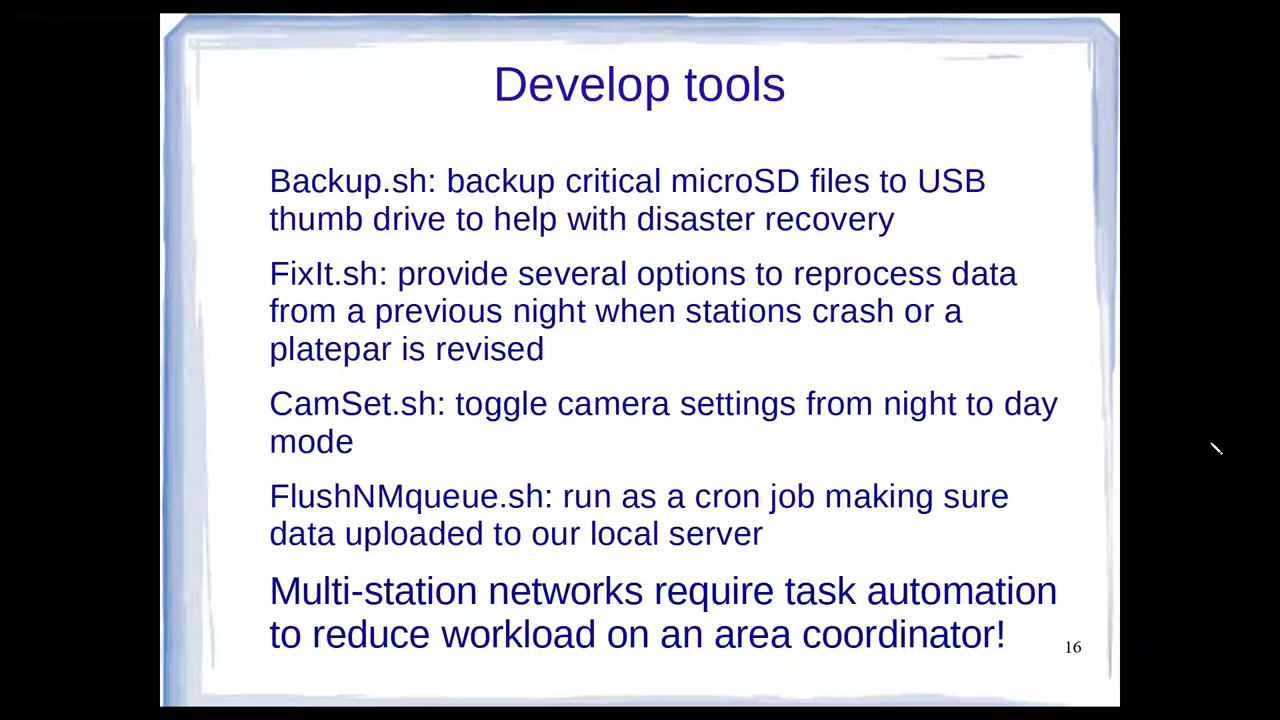 Develop tools
Backup.sh: backup critical microSD files to USB
thumb drive to help with disaster recovery
FixIt.sh: provide several options to reprocess data
from a previous night when stations crash or a
platepar is revised
CamSet.sh: toggle camera settings from night to day
mode
FlushNMqueue.sh: run as a cron job making sure
data uploaded to our local server
Multi-station networks require task automation
to reduce workload on an area coordinator!
16